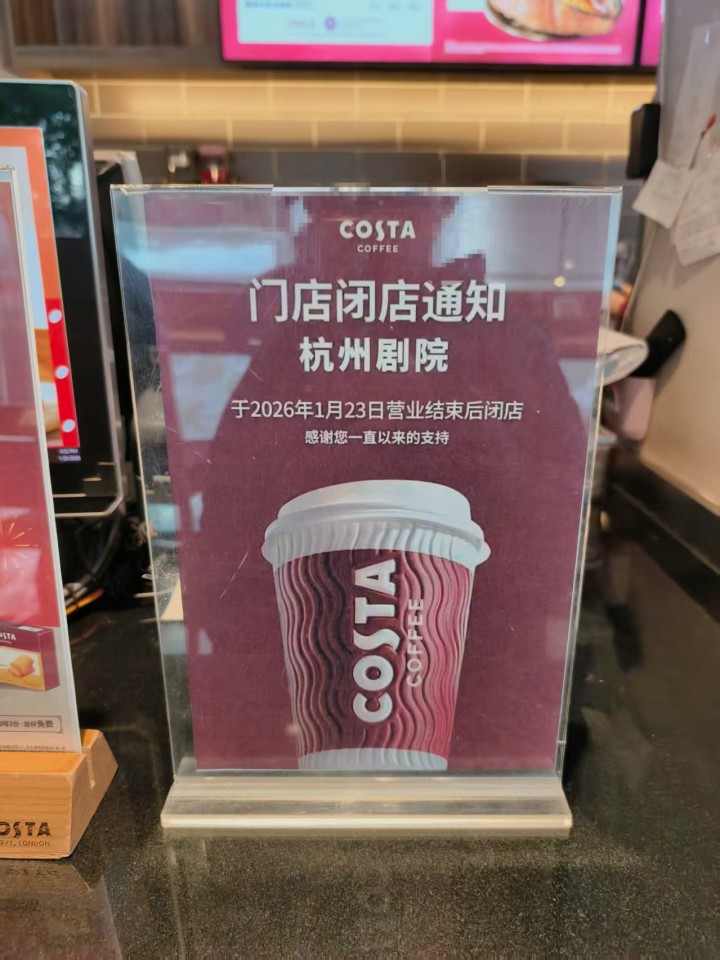 COSTA
COFFEE
门店闭店通知
杭州剧院
于2026年1月23日营业结束后闭店
感谢您一直以来的支持
COSTA
COFFEE